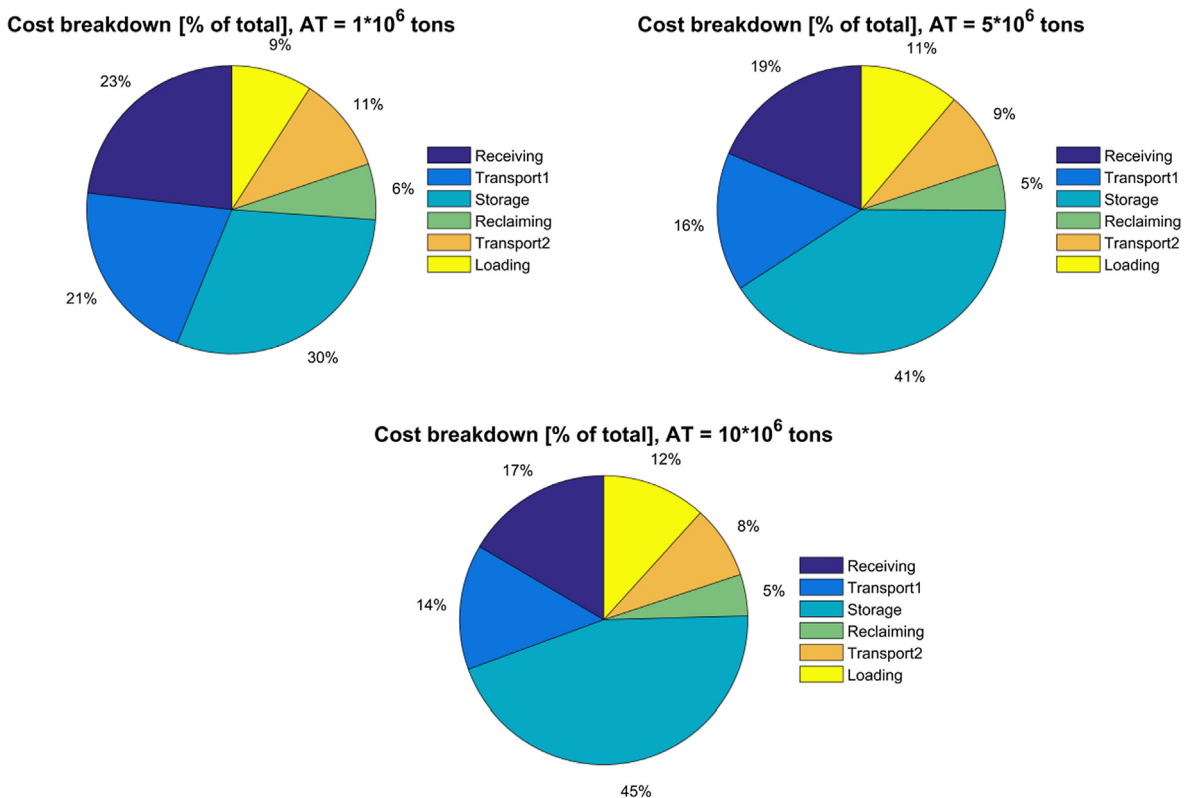 Cost breakdown [% of total], AT = 1*10^6 tons
9%
11%
6%
30%
21%
23%
Receiving
Transport1
Storage
Reclaiming
Transport2
Loading
Cost breakdown [% of total], AT = 5*10^6 tons
11%
9%
5%
41%
16%
19%
Receiving
Transport1
Storage
Reclaiming
Transport2
Loading
Cost breakdown [% of total], AT = 10*10^6 tons
12%
8%
5%
45%
14%
17%
Receiving
Transport1
Storage
Reclaiming
Transport2
Loading